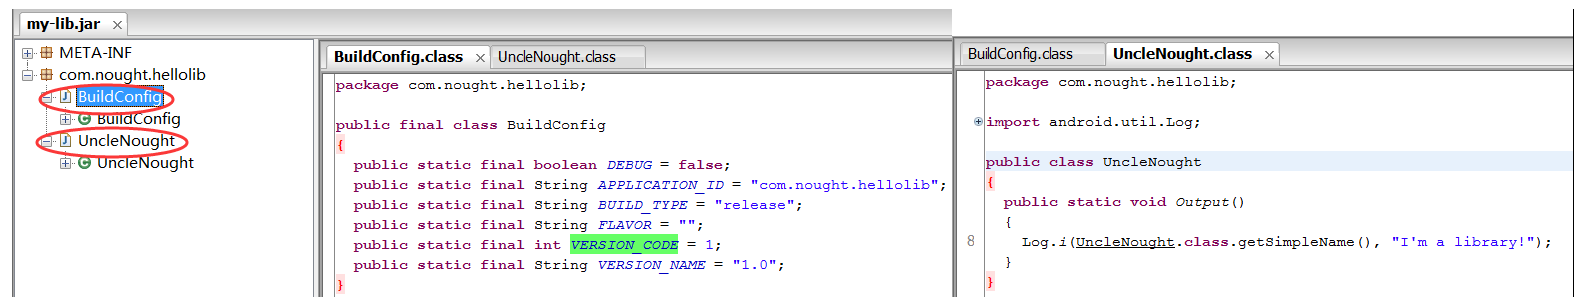 my-lib.jar
META-INF
com.nought.hellolib
BuildConfig
BuildConfig
UncleNought
UncleNought
BuildConfig.class UncleNought.class
package com.nought.hellolib;
public final class BuildConfig
{
public static final boolean DEBUG = false;
public static final String APPLICATION_ID = "com.nought.hellolib";
public static final String BUILD_TYPE = "release";
public static final String FLAVOR = "";
public static final int VERSION_CODE = 1;
public static final String VERSION_NAME = "1.0";
}
BuildConfig.class UncleNought.class
package com.nought.hellolib;
import android.util.Log;
public class UncleNought
{
public static void Output()
{
8 Log.i(UncleNought.class.getSimpleName(), "I'm a library!");
}
}